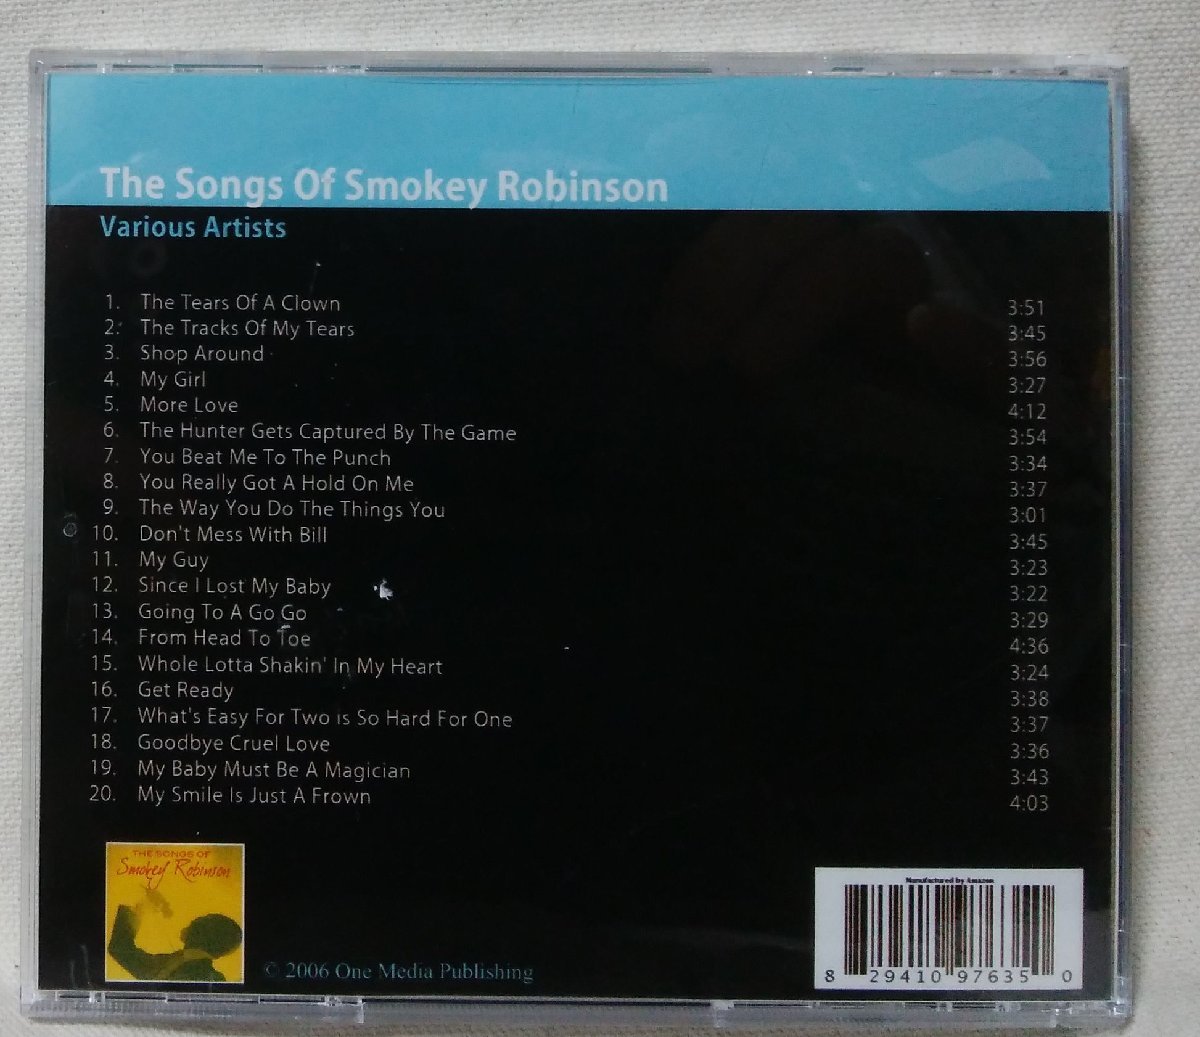 The Songs Of Smokey Robinson
Various Artists
1. The Tears Of A Clown 3:51
2. The Tracks Of My Tears 3:45
3. Shop Around 3:56
4. My Girl 3:27
5. More Love 4:12
6. The Hunter Gets Captured By The Game 3:54
7. You Beat Me To The Punch 3:34
8. You Really Got A Hold On Me 3:37
9. The Way You Do The Things You 3:01
10. Don't Mess With Bill 3:45
11. My Guy 3:23
12. Since I Lost My Baby 3:22
13. Going To A Go Go 3:29
14. From Head To Toe 4:36
15. Whole Lotta Shakin' In My Heart 3:24
16. Get Ready 3:38
17. What's Easy For Two is So Hard For One 3:37
18. Goodbye Cruel Love 3:36
19. My Baby Must Be A Magician 3:43
20. My Smile Is Just A Frown 4:03
THE SONGS OF
Smokey Robinson
© 2006 One Media Publishing
Manufactured by Amazon
8 29410 97635 0